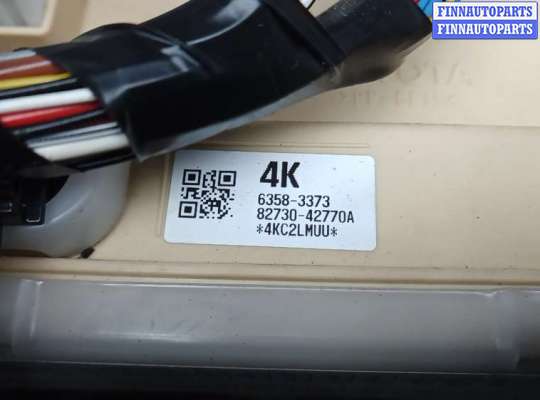 FINNAUTOPARTS
FINNAUTOPARTS
4K
6358-3373
82730-42770A
*4KC2LMUU*